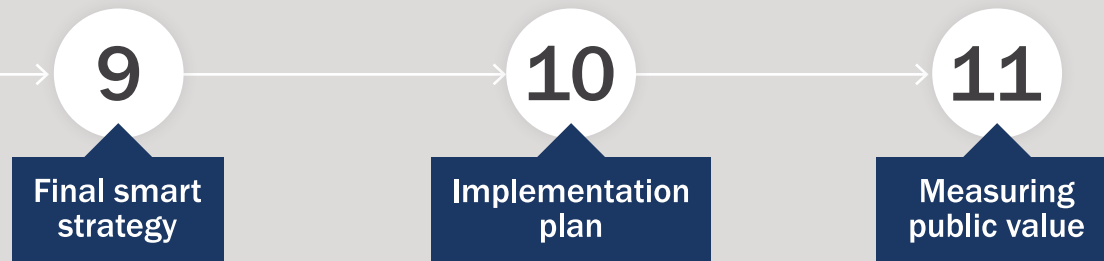 9
Final smart
strategy
10
Implementation
plan
11
Measuring
public value